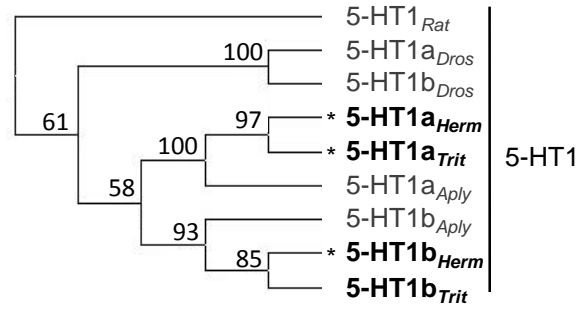 5-HT1Rat
100 5-HT1aDros
5-HT1bDros
61
97 * 5-HT1aHerm
100 * 5-HT1aTrit
5-HT1
58 5-HT1aAply
5-HT1bAply
93
85 * 5-HT1bHerm
5-HT1bTrit